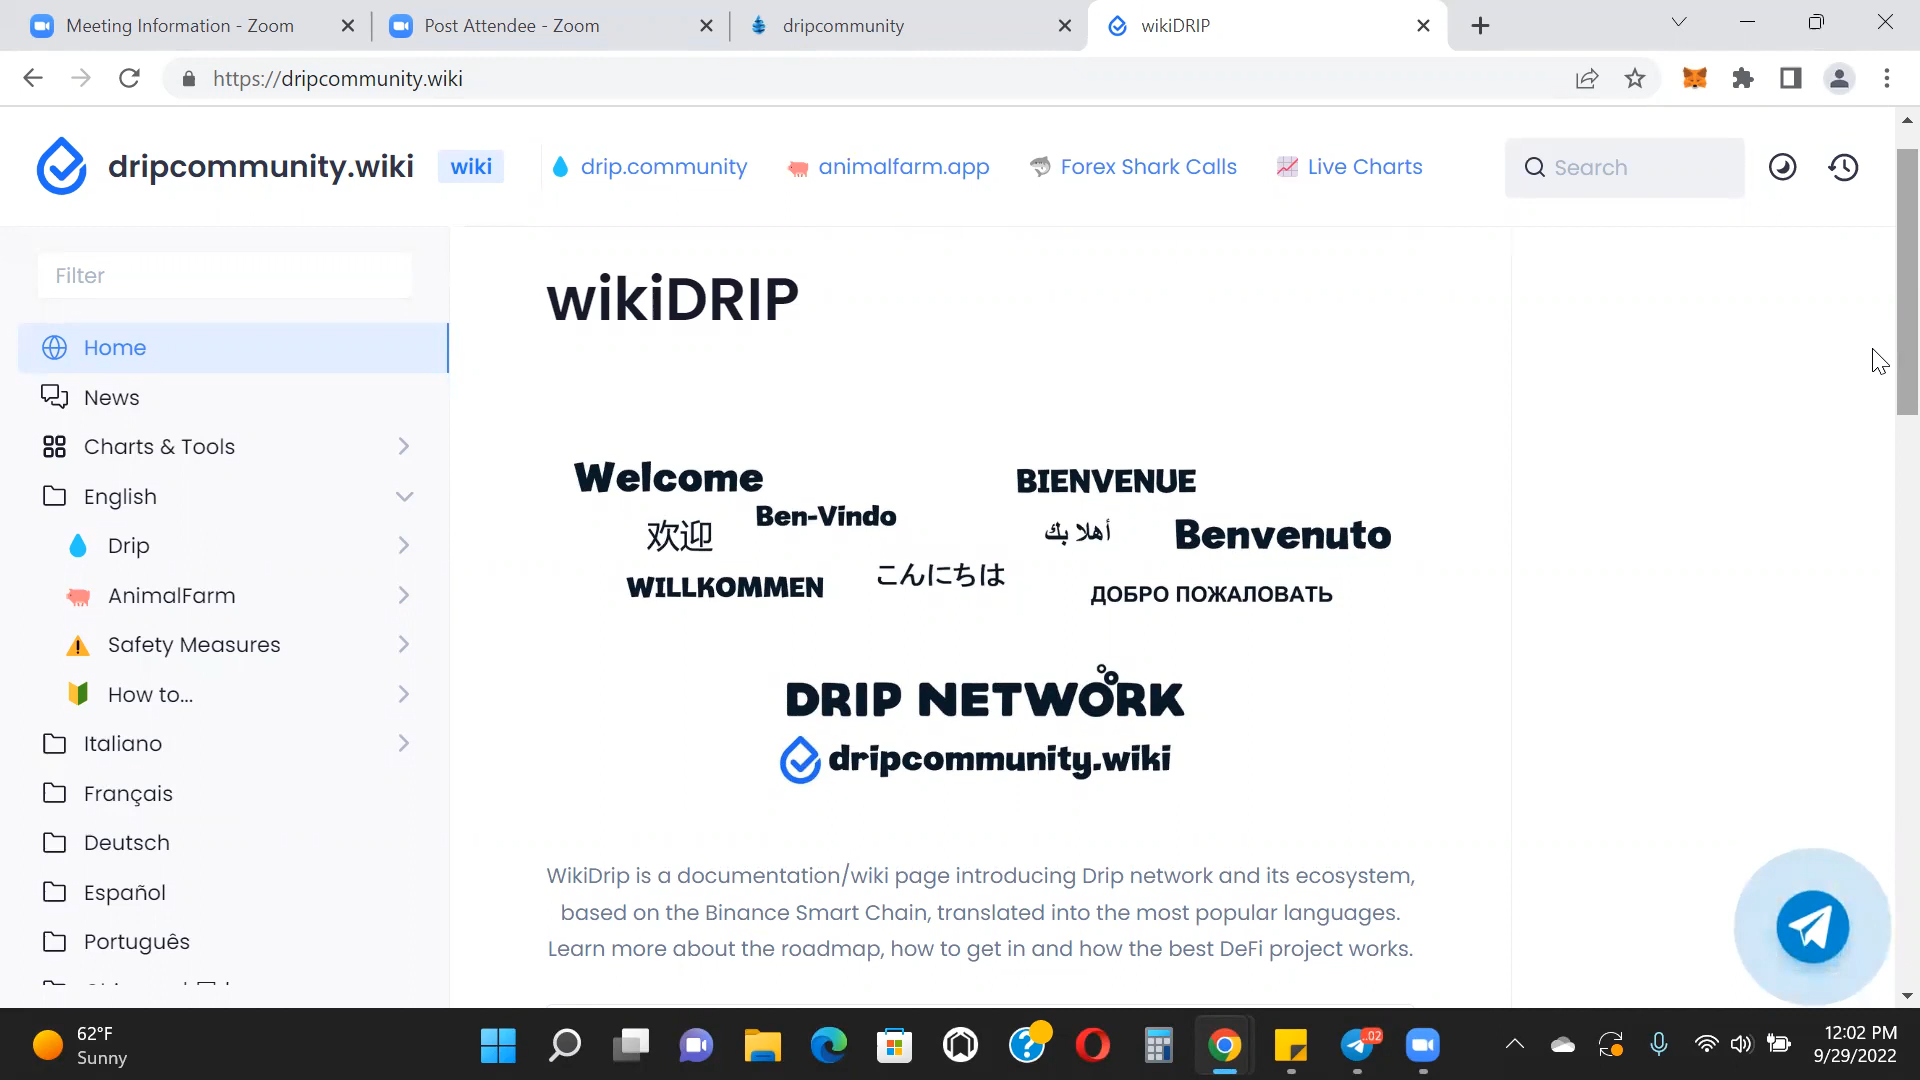 Meeting Information - Zoom
Post Attendee - Zoom
dripcommunity
wikiDRIP
https://dripcommunity.wiki
dripcommunity.wiki
wiki
drip.community
animalfarm.app
Forex Shark Calls
Live Charts
Search
Filter
Home
News
Charts & Tools
English
Drip
AnimalFarm
Safety Measures
How to...
Italiano
Français
Deutsch
Español
Português
wikiDRIP
Welcome
BIENVENUE
Ben-Vindo
欢迎
أهلا بك
Benvenuto
WILLKOMMEN
こんにちは
ДОБРО ПОЖАЛОВАТЬ
DRIP NETWORK
dripcommunity.wiki
WikiDrip is a documentation/wiki page introducing Drip network and its ecosystem,
based on the Binance Smart Chain, translated into the most popular languages.
Learn more about the roadmap, how to get in and how the best DeFi project works.
62°F
Sunny
02
12:02 PM
9/29/2022